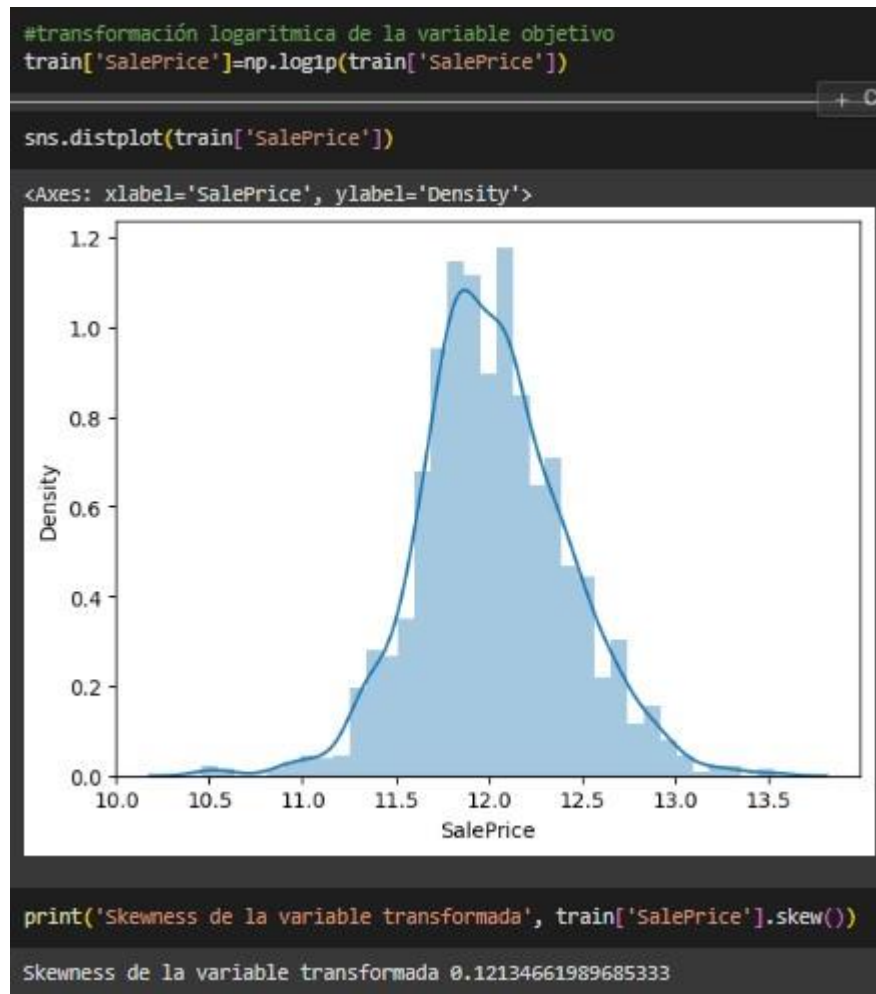 #transformación logaritmica de la variable objetivo
train['SalePrice']=np.log1p(train['SalePrice'])
+ C
sns.distplot(train['SalePrice'])
<Axes: xlabel='SalePrice', ylabel='Density'>
1.2
1.0
0.8
0.6
0.4
0.2
0.0
Density
10.0 10.5 11.0 11.5 12.0 12.5 13.0 13.5
SalePrice
print('Skewness de la variable transformada', train['SalePrice'].skew())
Skewness de la variable transformada 0.12134661989685333